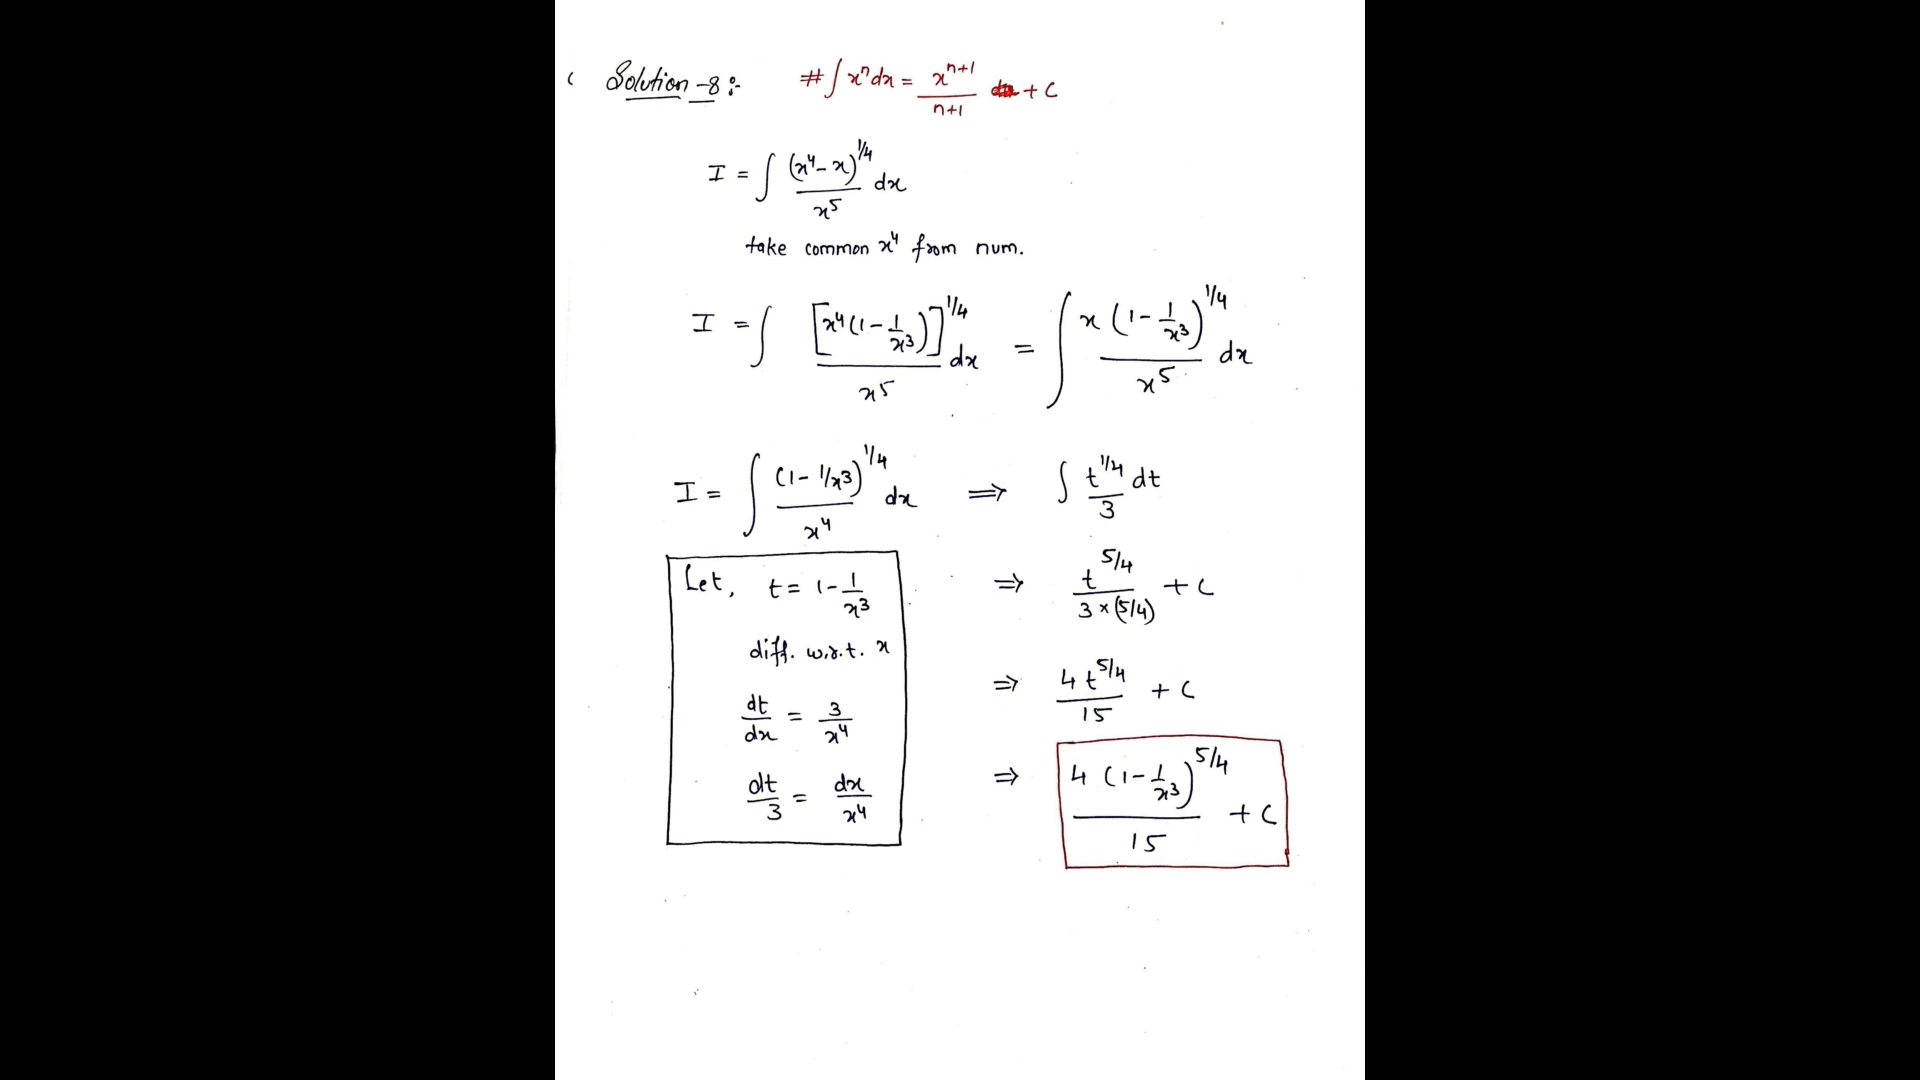 Solution-8:- # ∫ xⁿ dx = xⁿ⁺¹/(n+1) + C
I = ∫ (x⁴ - x)^(1/4) / x⁵ dx
take common x⁴ from num.
I = ∫ [x⁴(1 - 1/x³)]^(1/4) / x⁵ dx = ∫ x(1 - 1/x³)^(1/4) / x⁵ dx
I = ∫ (1 - 1/x³)^(1/4) / x⁴ dx ⇒ ∫ t^(1/4)/3 dt
Let, t = 1 - 1/x³
diff. w.r.t. x
dt/dx = 3/x⁴
dt/3 = dx/x⁴
⇒ t^(5/4) / 3×(5/4) + C
⇒ 4t^(5/4)/15 + C
⇒ 4(1 - 1/x³)^(5/4) / 15 + C